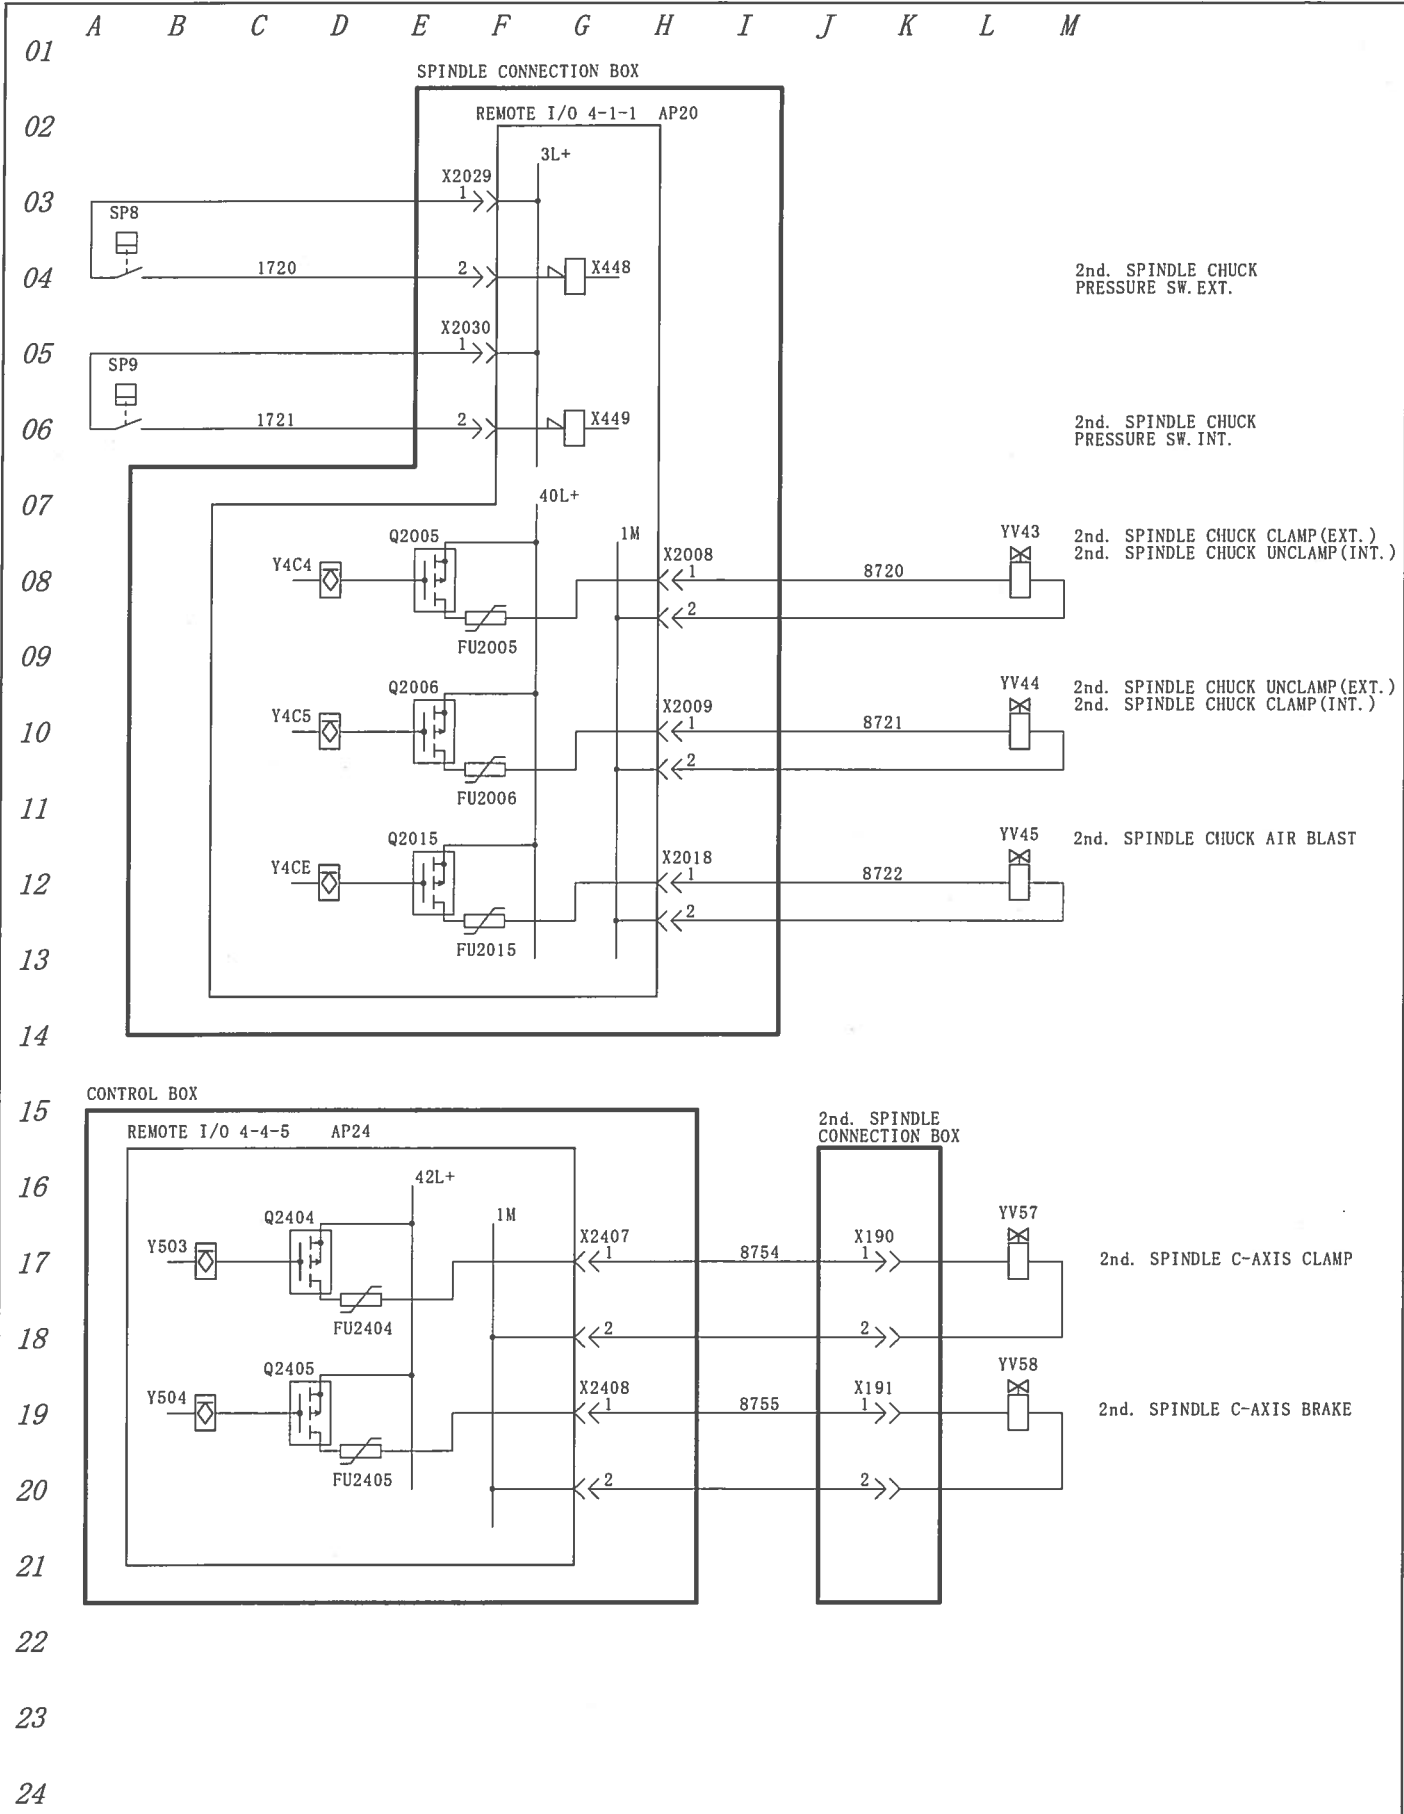 A B C D E F G H I J K L M
01
SPINDLE CONNECTION BOX
02
REMOTE I/O 4-1-1 AP20
3L+
X2029
03
1
SP8
04
1720
2
X448
2nd. SPINDLE CHUCK
PRESSURE SW.EXT.
X2030
05
1
SP9
06
1721
2
X449
2nd. SPINDLE CHUCK
PRESSURE SW.INT.
07
40L+
Q2005
1M
YV43
2nd. SPINDLE CHUCK CLAMP(EXT.)
2nd. SPINDLE CHUCK UNCLAMP(INT.)
X2008
Y4C4
08
1
8720
2
FU2005
09
Q2006
YV44
2nd. SPINDLE CHUCK UNCLAMP(EXT.)
2nd. SPINDLE CHUCK CLAMP(INT.)
X2009
Y4C5
10
1
8721
2
FU2006
11
Q2015
YV45
2nd. SPINDLE CHUCK AIR BLAST
X2018
Y4CE
12
1
8722
2
FU2015
13
14
CONTROL BOX
15
REMOTE I/O 4-4-5 AP24
2nd. SPINDLE
CONNECTION BOX
16
42L+
Q2404
1M
YV57
X2407
X190
Y503
17
1
8754
1
2nd. SPINDLE C-AXIS CLAMP
FU2404
18
2
2
Q2405
YV58
X2408
X191
Y504
19
1
8755
1
2nd. SPINDLE C-AXIS BRAKE
FU2405
20
2
2
21
22
23
24